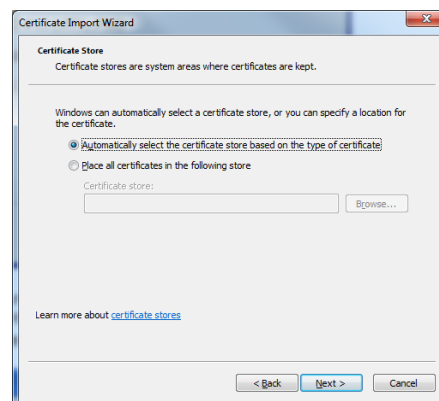 Certificate Import Wizard
Certificate Store
Certificate stores are system areas where certificates are kept.
Windows can automatically select a certificate store, or you can specify a location for
the certificate.
Automatically select the certificate store based on the type of certificate
Place all certificates in the following store
Certificate store:
Browse...
Learn more about certificate stores
< Back
Next >
Cancel